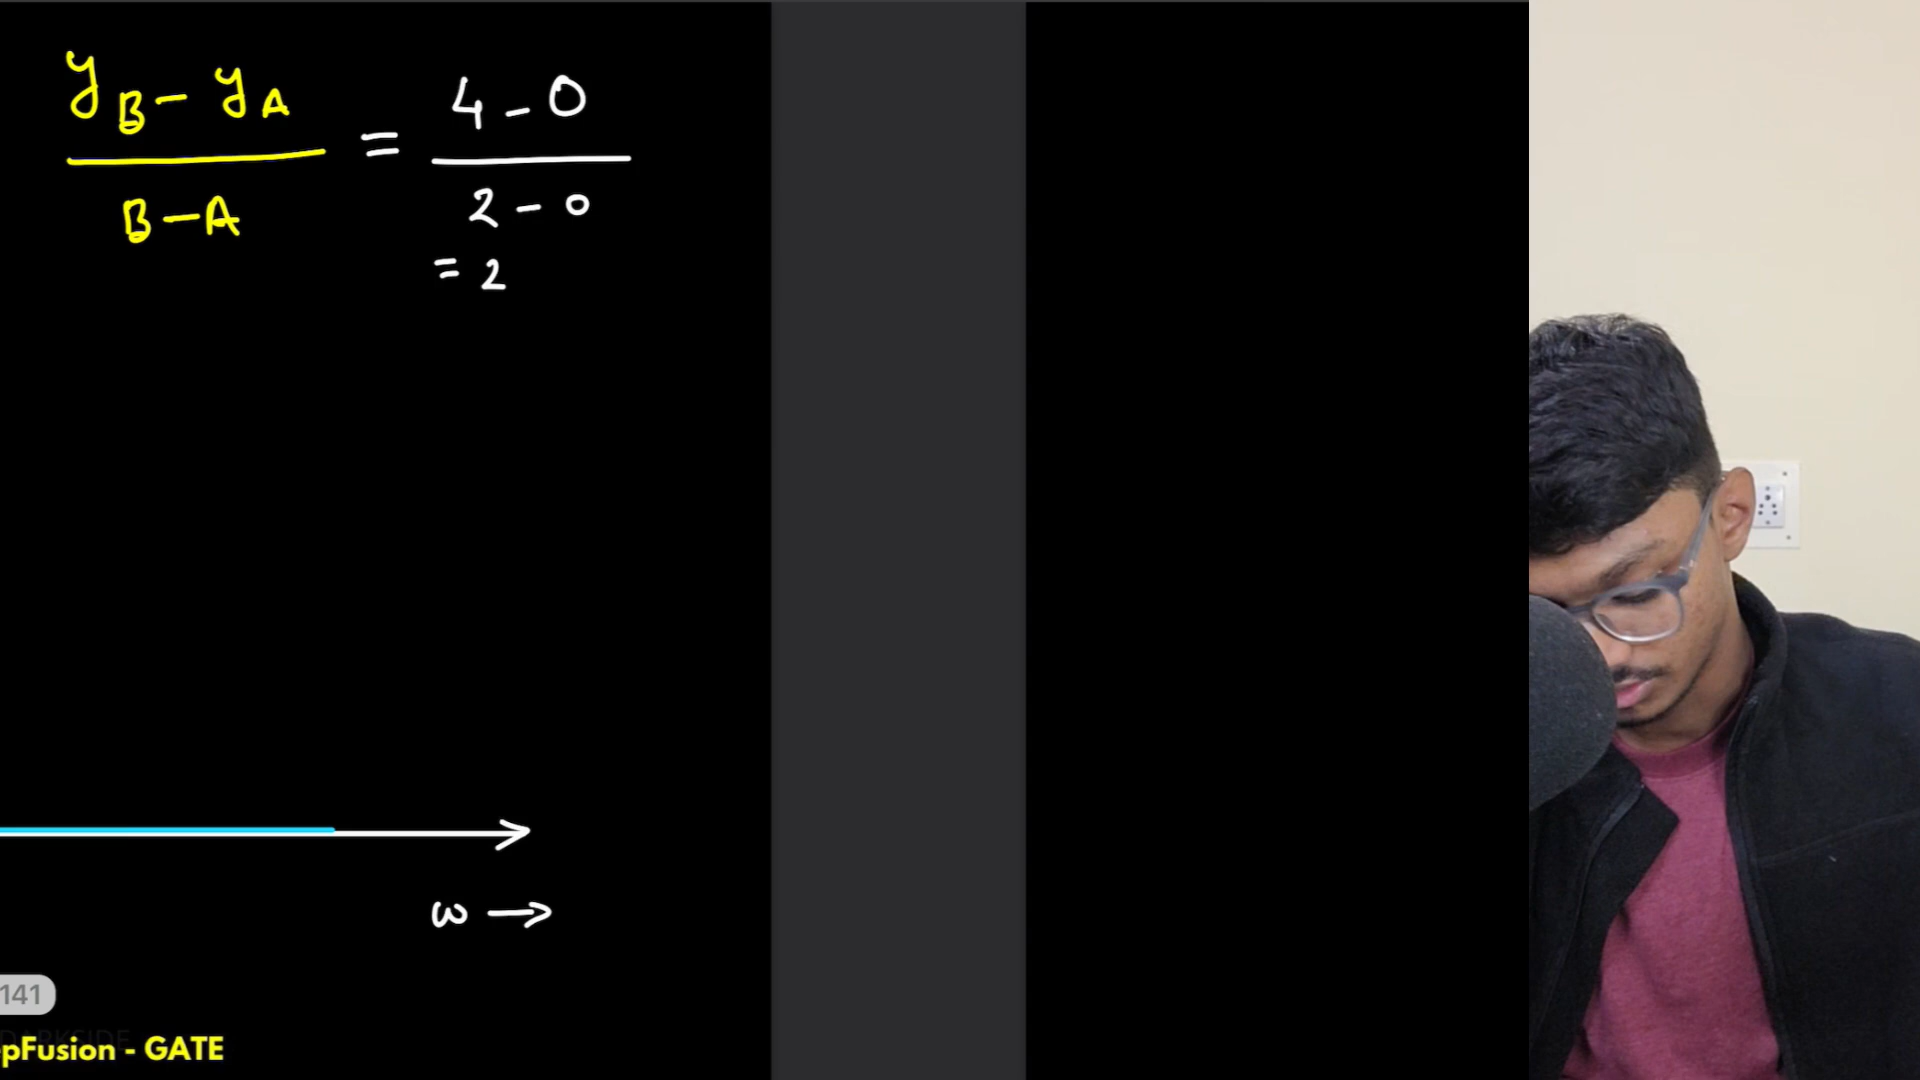 y_B - y_A / B - A = 4 - 0 / 2 - 0
= 2
ω →
141
pFusion - GATE